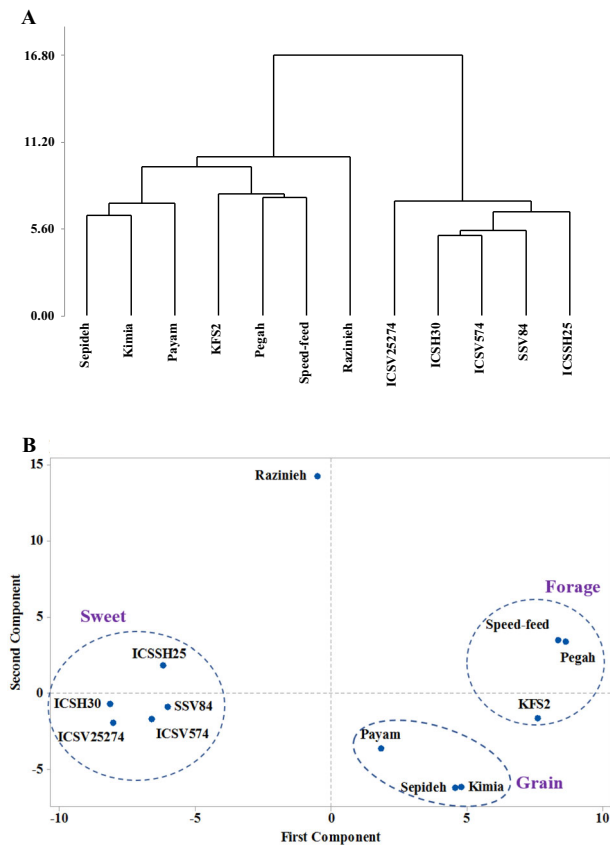 A
16.80
11.20
5.60
0.00
Sepideh
Kimia
Payam
KFS2
Pegah
Speed-feed
Razinieh
ICSV25274
ICSH30
ICSV574
SSV84
ICSSH25
B
15
10
5
0
-5
Second Component
Razinieh
Sweet
Forage
Speed-feed
Pegah
ICSSH25
ICSH30
SSV84
ICSV25274
ICSV574
KFS2
Payam
Sepideh
Kimia
Grain
-10
-5
0
5
10
First Component